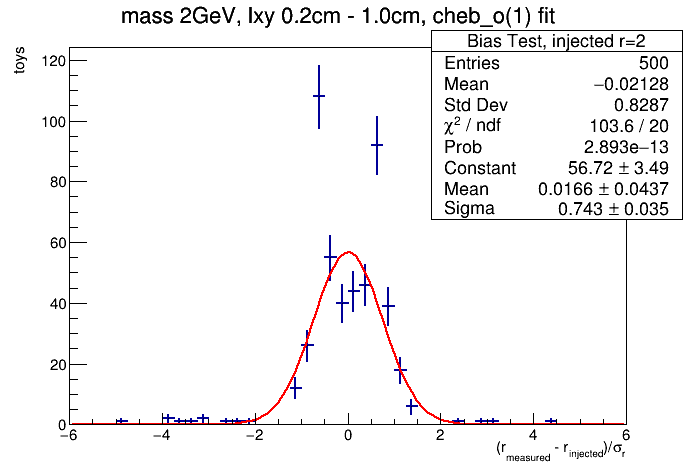 mass 2GeV, lxy 0.2cm - 1.0cm, cheb_o(1) fit
toys
Bias Test, injected r=2
Entries 500
Mean −0.02128
Std Dev 0.8287
χ² / ndf 103.6 / 20
Prob 2.893e−13
Constant 56.72 ± 3.49
Mean 0.0166 ± 0.0437
Sigma 0.743 ± 0.035
120
100
80
60
40
20
0
−6 −4 −2 0 2 4 6
(r_measured - r_injected)/σ_r